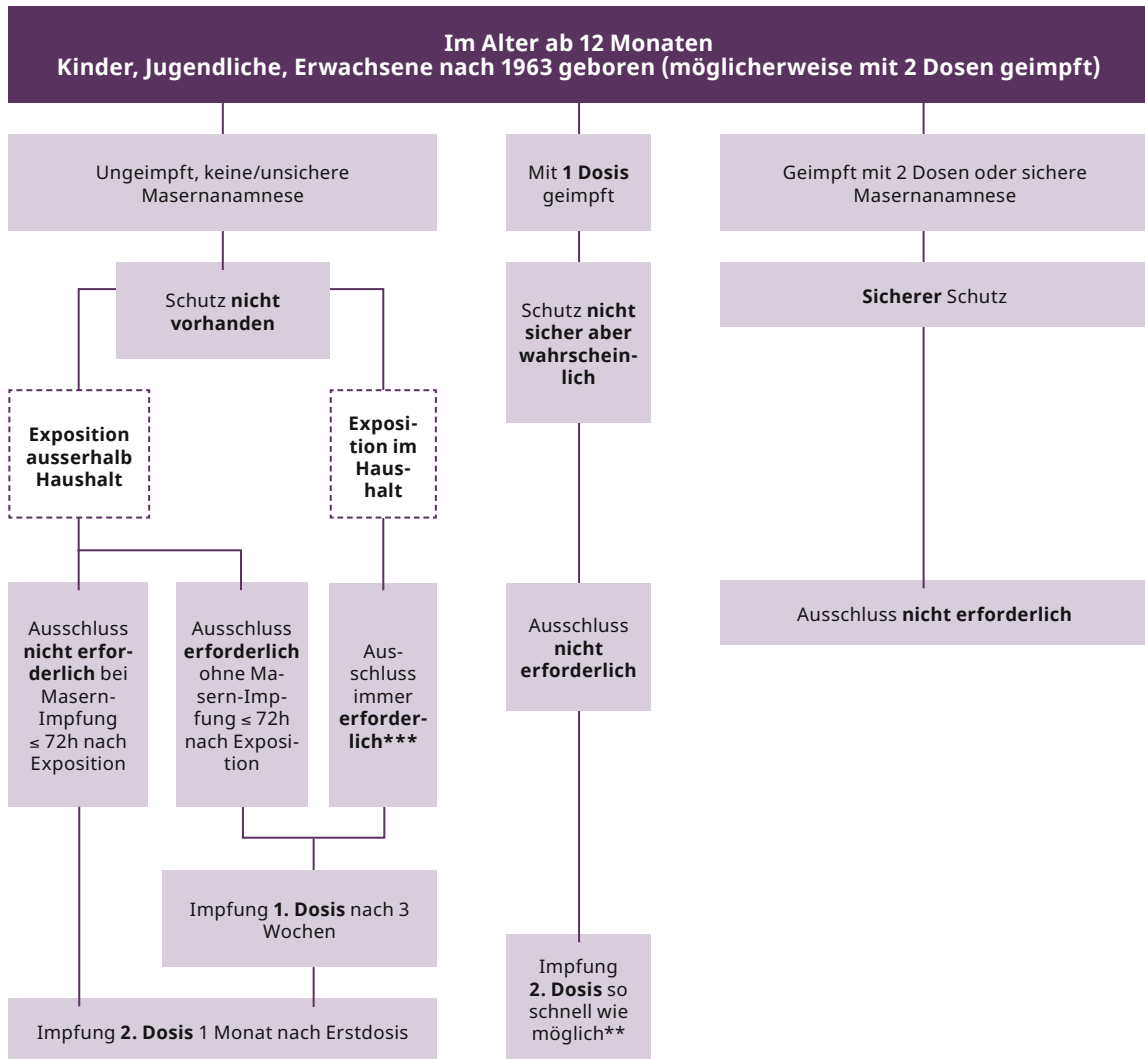 Im Alter ab 12 Monaten
Kinder, Jugendliche, Erwachsene nach 1963 geboren (möglicherweise mit 2 Dosen geimpft)
Ungeimpft, keine/unsichere
Masernanamnese
Mit 1 Dosis
geimpft
Geimpft mit 2 Dosen oder sichere
Masernanamnese
Schutz nicht
vorhanden
Schutz nicht
sicher aber
wahrschein-
lich
Sicherer Schutz
Exposition
ausserhalb
Haushalt
Exposi-
tion im
Haus-
halt
Ausschluss
nicht erfor-
derlich bei
Masern-
Impfung
≤ 72h nach
Exposition
Ausschluss
erforderlich
ohne Ma-
sern-Imp-
fung ≤ 72h
nach Exposi-
tion
Aus-
schluss
immer
erforder-
lich***
Ausschluss
nicht
erforderlich
Ausschluss nicht erforderlich
Impfung 1. Dosis nach 3
Wochen
Impfung 2. Dosis 1 Monat nach Erstdosis
Impfung
2. Dosis so
schnell wie
möglich**